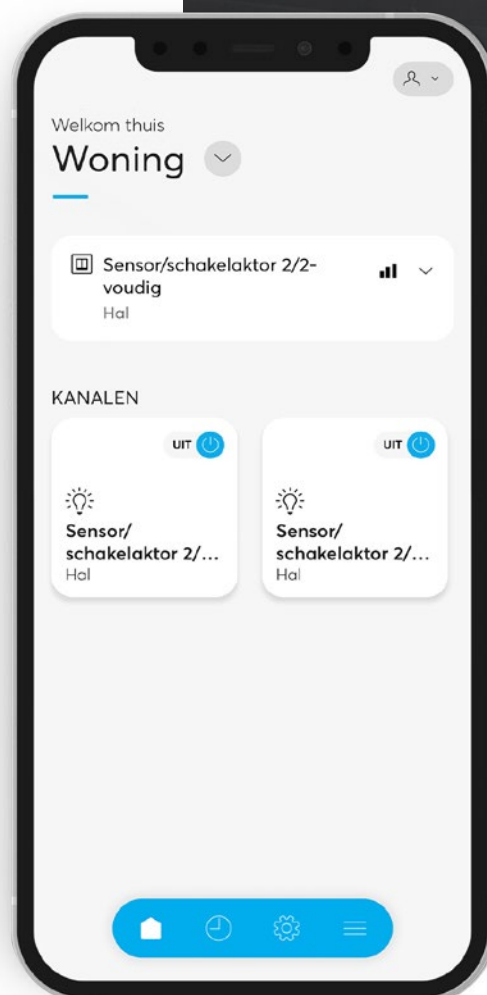 Welkom thuis
Woning
Sensor/schakelaktor 2/2-
voudig
Hal
KANALEN
UIT
UIT
Sensor/
schakelaktor 2/...
Hal
Sensor/
schakelaktor 2/...
Hal